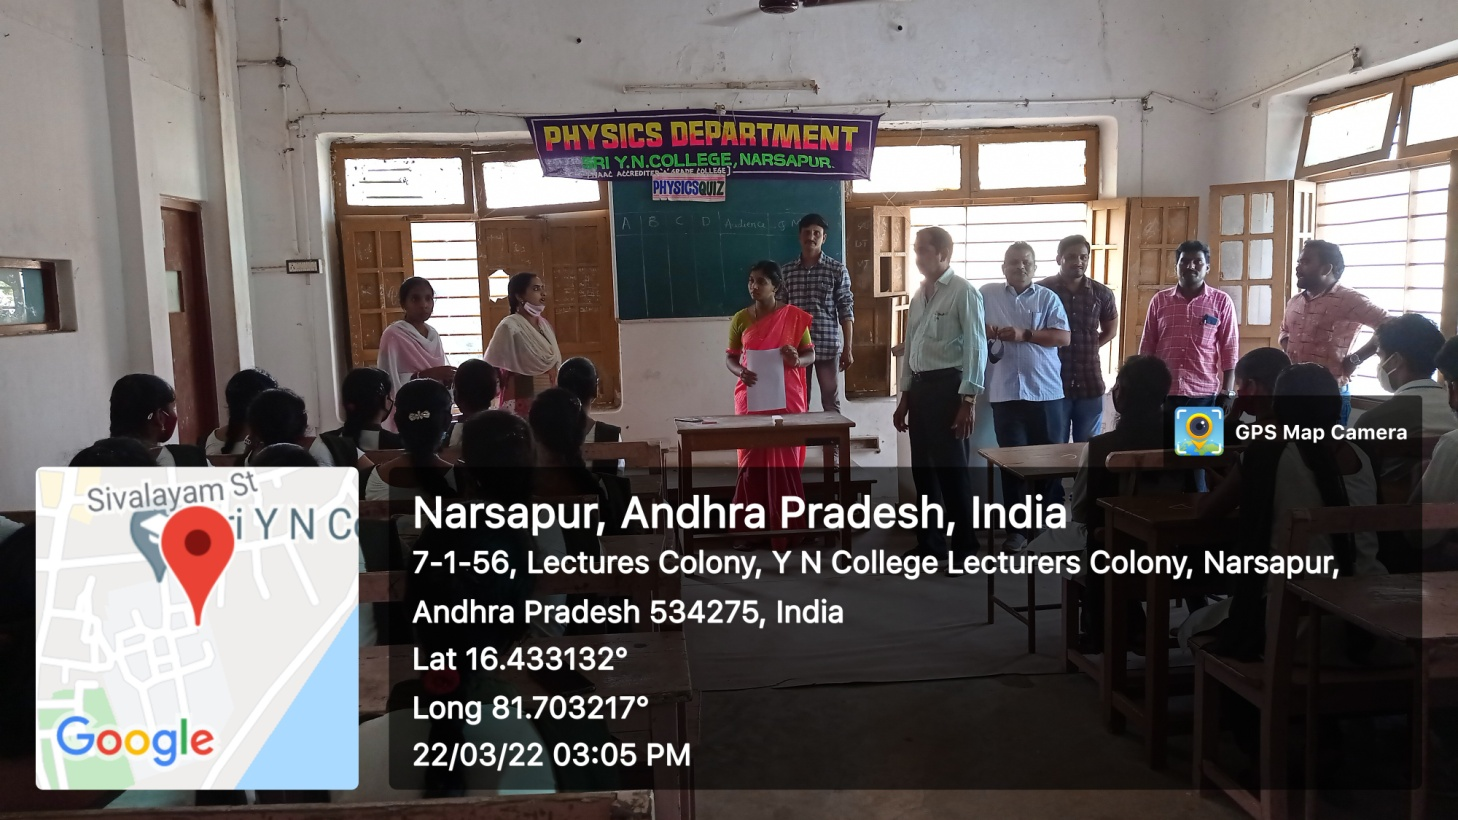 PHYSICS DEPARTMENT
SRI Y.N.COLLEGE, NARSAPUR.
PHYSICS QUIZ
A B C D Audience
GPS Map Camera
Sivalayam St
Y N C
Google
Narsapur, Andhra Pradesh, India
7-1-56, Lectures Colony, Y N College Lecturers Colony, Narsapur,
Andhra Pradesh 534275, India
Lat 16.433132°
Long 81.703217°
22/03/22 03:05 PM